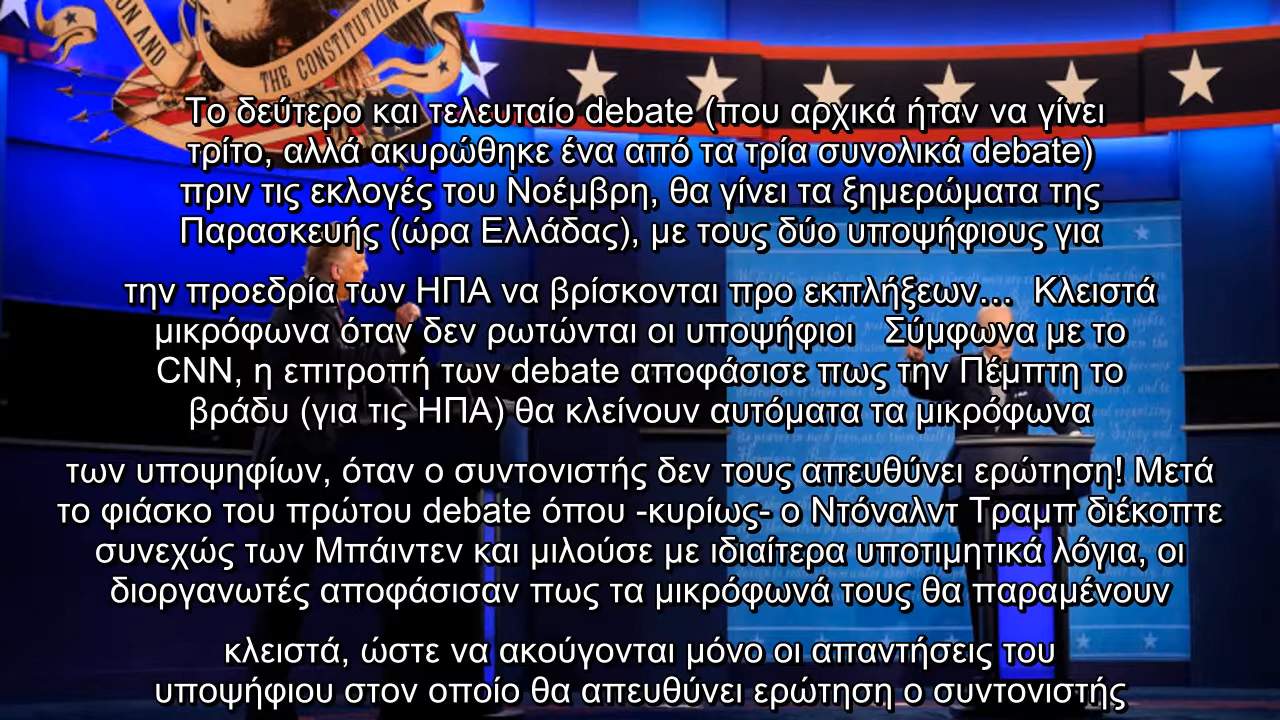 ON AND
THE CONSTITUTION
Το δεύτερο και τελευταίο debate (που αρχικά ήταν να γίνει
τρίτο, αλλά ακυρώθηκε ένα από τα τρία συνολικά debate)
πριν τις εκλογές του Νοέμβρη, θα γίνει τα ξημερώματα της
Παρασκευής (ώρα Ελλάδας), με τους δύο υποψήφιους για
την προεδρία των ΗΠΑ να βρίσκονται προ εκπλήξεων… Κλειστά
μικρόφωνα όταν δεν ρωτώνται οι υποψήφιοι Σύμφωνα με το
CNN, η επιτροπή των debate αποφάσισε πως την Πέμπτη το
βράδυ (για τις ΗΠΑ) θα κλείνουν αυτόματα τα μικρόφωνα
των υποψηφίων, όταν ο συντονιστής δεν τους απευθύνει ερώτηση! Μετά
το φιάσκο του πρώτου debate όπου -κυρίως- ο Ντόναλντ Τραμπ διέκοπτε
συνεχώς των Μπάιντεν και μιλούσε με ιδιαίτερα υποτιμητικά λόγια, οι
διοργανωτές αποφάσισαν πως τα μικρόφωνά τους θα παραμένουν
κλειστά, ώστε να ακούγονται μόνο οι απαντήσεις του
υποψήφιου στον οποίο θα απευθύνει ερώτηση ο συντονιστής